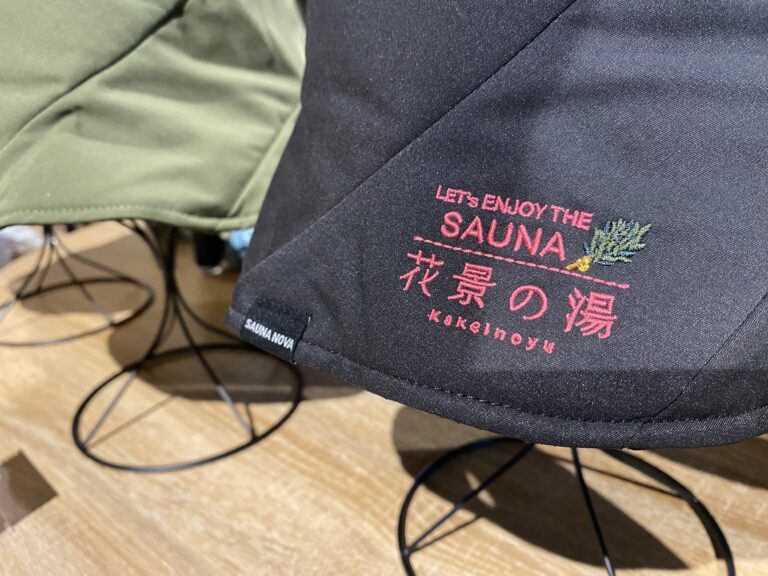 LET's ENJOY THE
SAUNA
花景の湯
Kakeinoyu
SAUNA NOVA